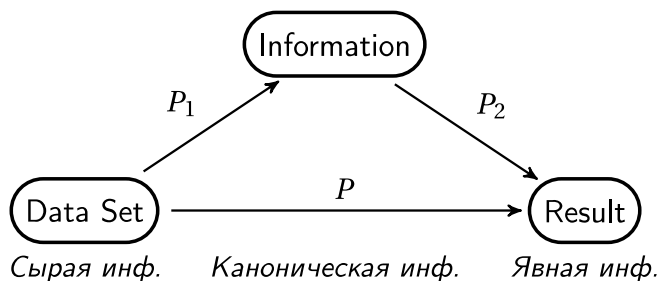 Information
P₁
P₂
P
Data Set
Result
Сырая инф.
Каноническая инф.
Явная инф.